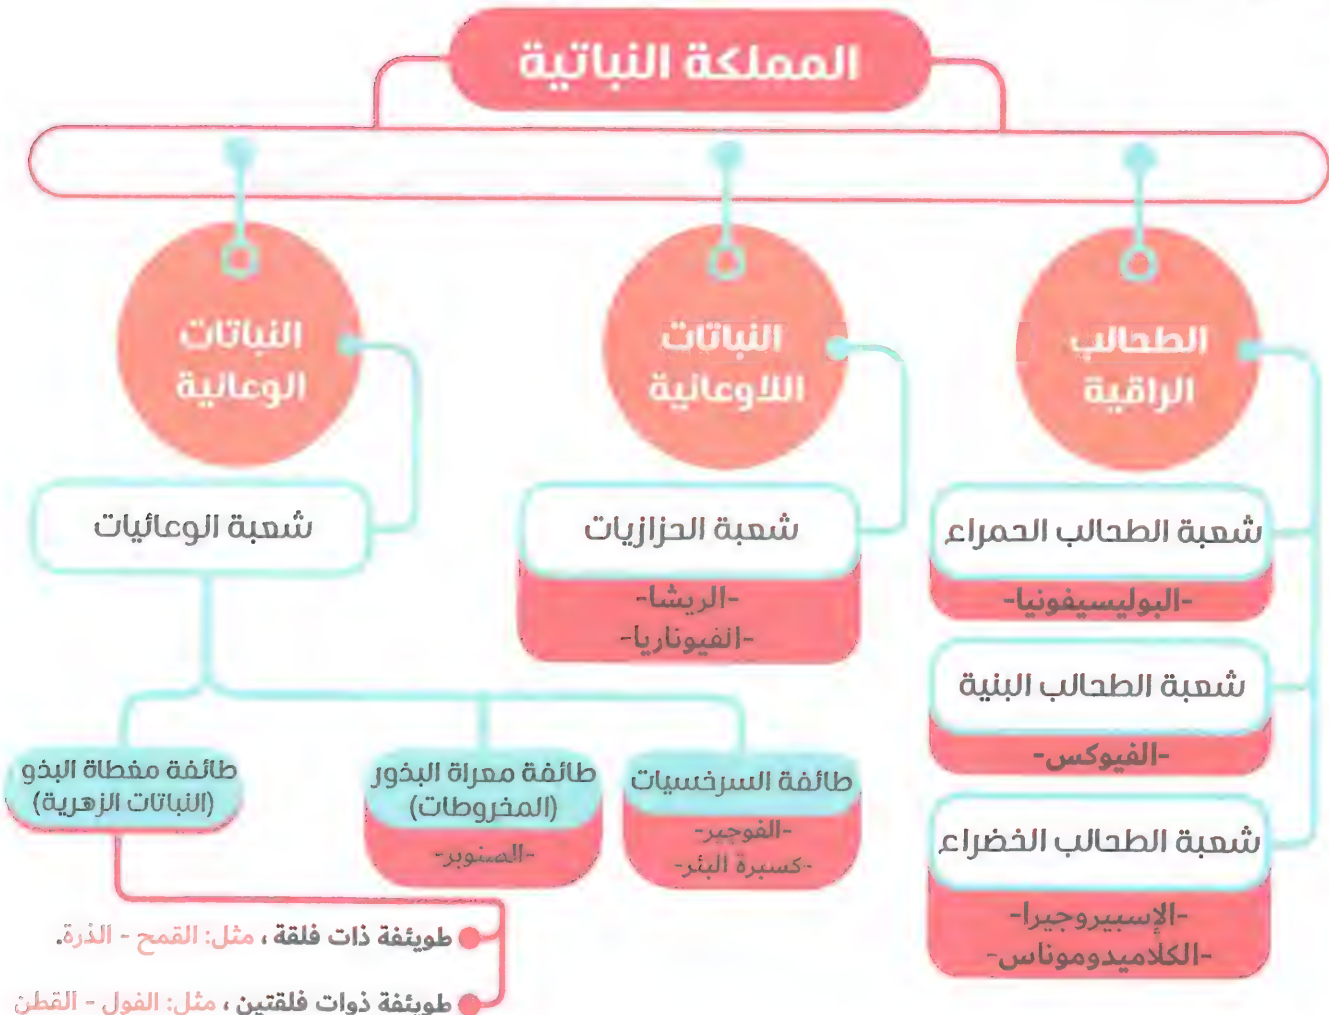 المملكة النباتية
الطحالب
الراقية
شعبة الطحالب الحمراء
-البوليسيفونيا-
شعبة الطحالب البنية
-الفيوكس-
شعبة الطحالب الخضراء
-الإسبيروجيرا-
-الكلاميدوموناس-
النباتات
اللاوعائية
شعبة الحزازيات
-الريشيا-
-الفيوناريا-
النباتات
الوعائية
شعبة الوعائيات
طائفة السرخسيات
-الفوجير-
-كسبرة البئر-
طائفة معراة البذور
(المخروطات)
-الصنوبر-
طائفة مغطاة البذو
(النباتات الزهرية)
طويئفة ذات فلقة ، مثل: القمح - الذرة.
طويئفة ذوات فلقتين ، مثل: الفول - القطن